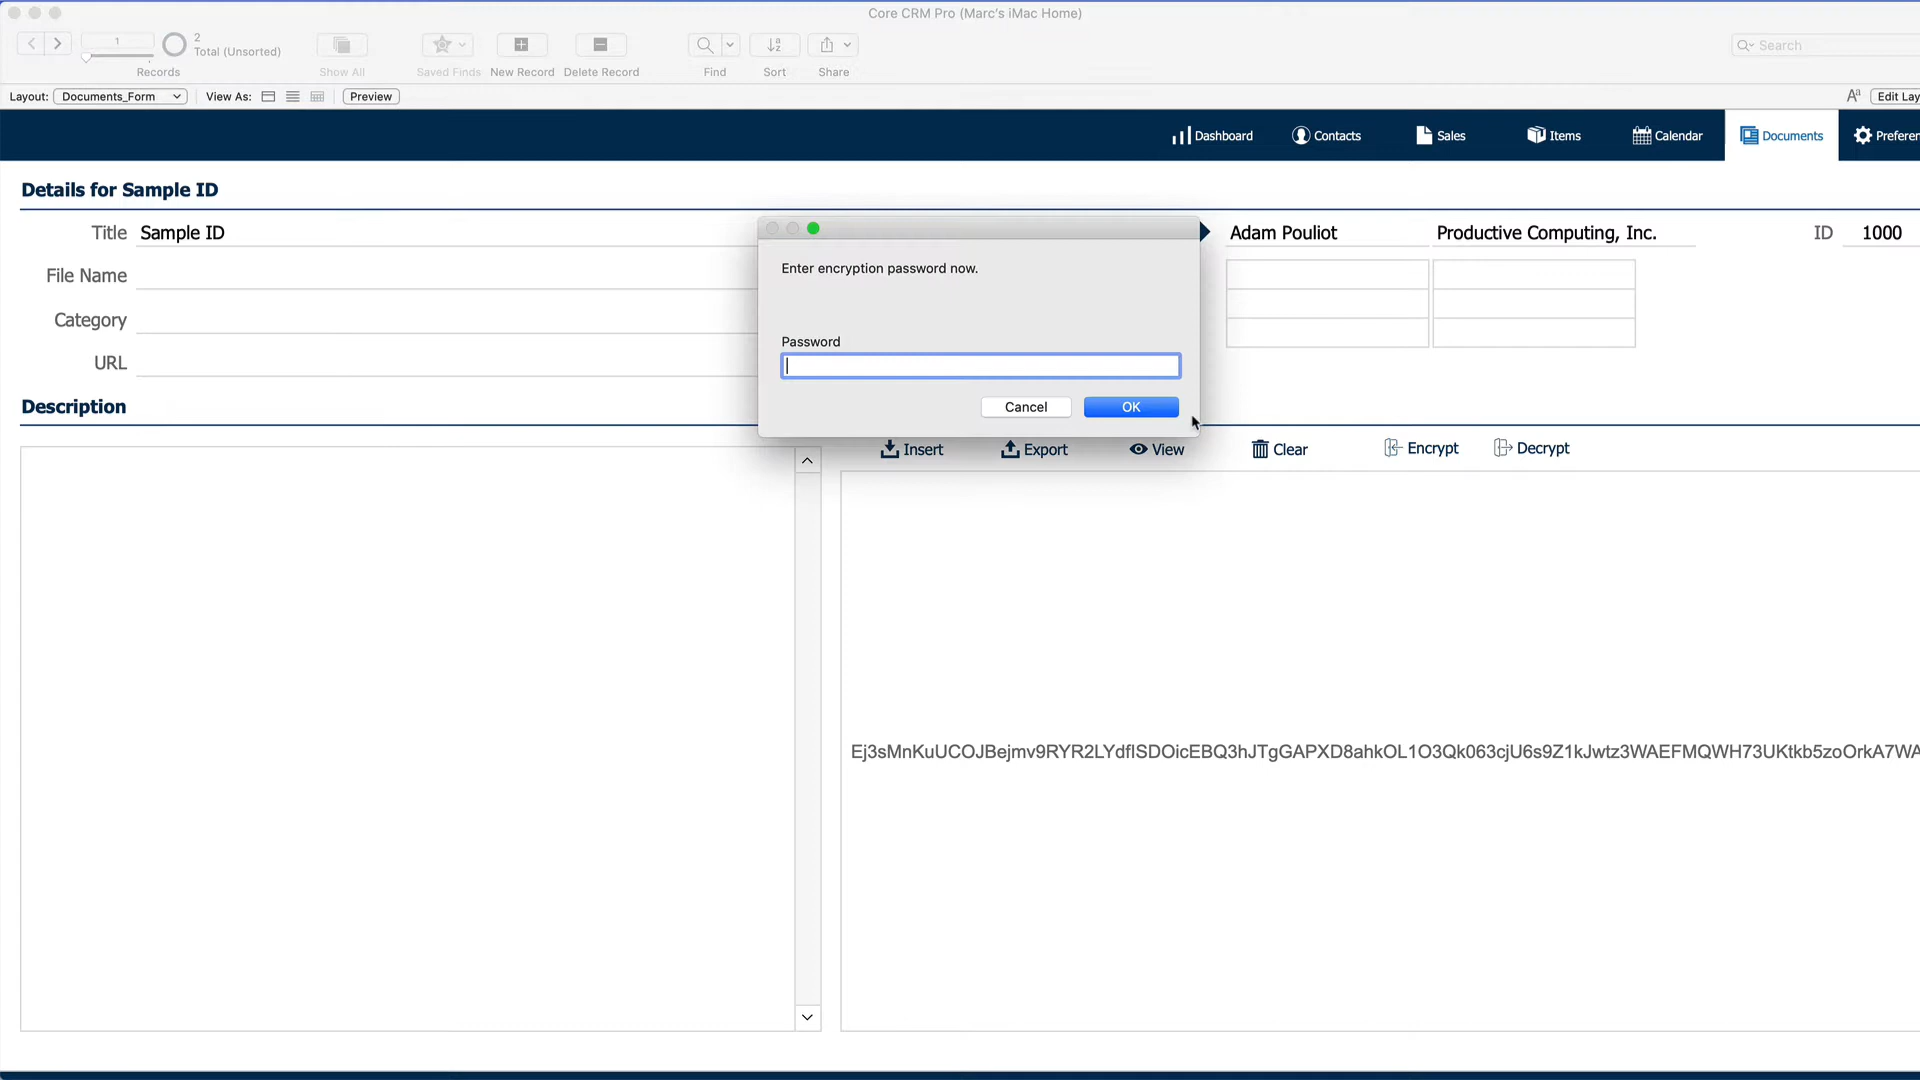 Core CRM Pro (Marc's iMac Home)
1
2
Total (Unsorted)
Records
Show All
Saved Finds
New Record
Delete Record
Find
Sort
Share
Search
Layout: Documents_Form
View As:
Preview
Aª
Edit Lay
Dashboard
Contacts
Sales
Items
Calendar
Documents
Preferen
Details for Sample ID
Title Sample ID
Adam Pouliot
Productive Computing, Inc.
ID 1000
File Name
Category
URL
Enter encryption password now.
Password
Cancel
OK
Description
Insert
Export
View
Clear
Encrypt
Decrypt
Ej3sMnKuUCOJBejmv9RYR2LYdfISDOicEBQ3hJTgGAPXD8ahkOL1O3Qk063cjU6s9Z1kJwtz3WAEFMQWH73UKtkb5zoOrkA7WA